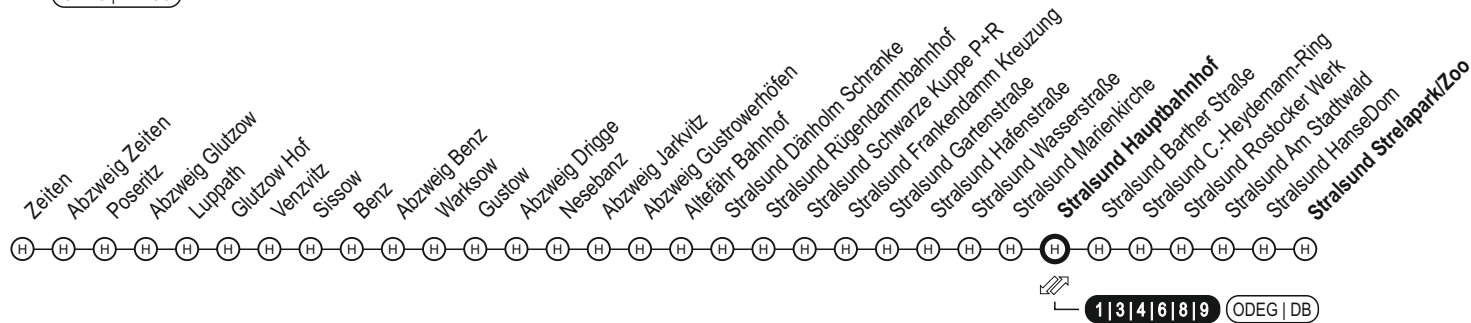 Zeiten
Abzweig Zeiten
Poseritz
Abzweig Glutzow
Luppath
Glutzow Hof
Venzvitz
Sissow
Benz
Abzweig Benz
Warksow
Gustow
Abzweig Drigge
Nesebanz
Abzweig Jarkvitz
Abzweig Gustrowerhöfen
Altefähr Bahnhof
Stralsund Dänholm Schranke
Stralsund Rügendammbahnhof
Stralsund Schwarze Kuppe P+R
Stralsund Frankendamm Kreuzung
Stralsund Gartenstraße
Stralsund Hafenstraße
Stralsund Wasserstraße
Stralsund Marienkirche
Stralsund Hauptbahnhof
Stralsund Barther Straße
Stralsund C.-Heydemann-Ring
Stralsund Rostocker Werk
Stralsund Am Stadtwald
Stralsund HanseDom
Stralsund Strelapark/Zoo
H H H H H H H H H H H H H H H H H H H H H H H H H H H H H H H H
1|3|4|6|8|9 ODEG | DB